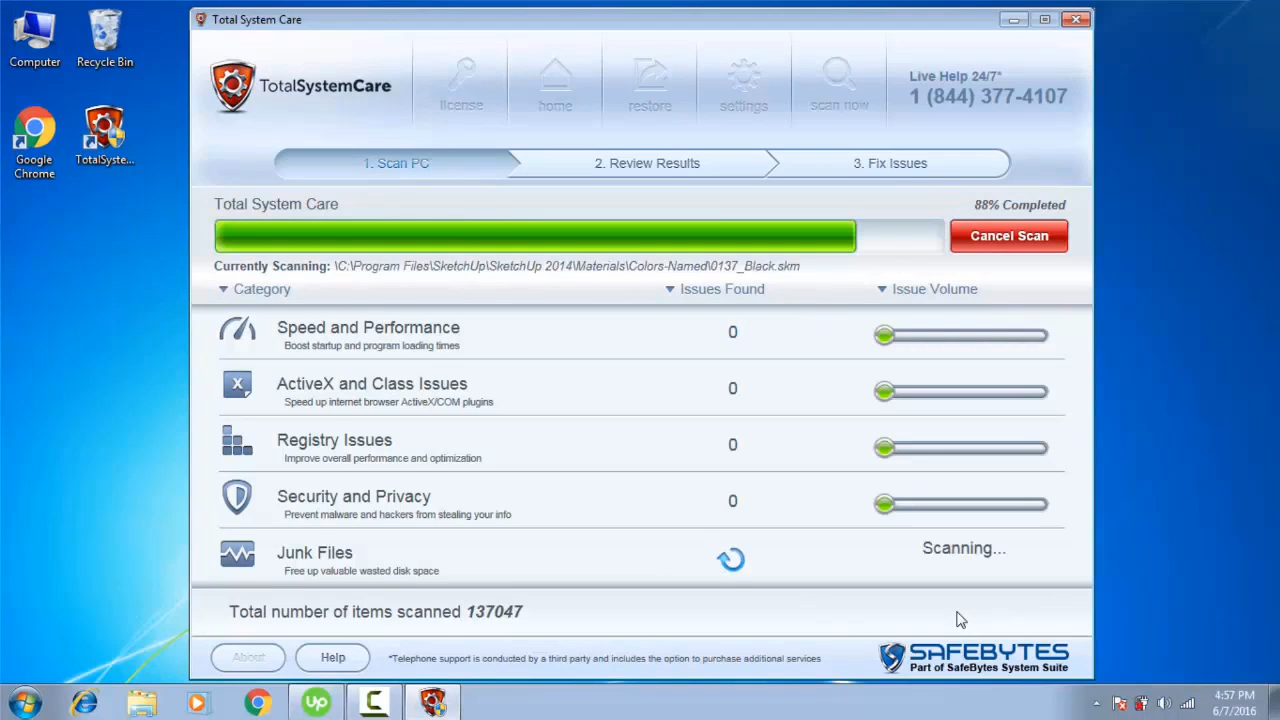 Computer
Recycle Bin
Google
Chrome
TotalSyste...
Total System Care
TotalSystemCare
license
home
restore
settings
scan now
Live Help 24/7*
1 (844) 377-4107
1. Scan PC
2. Review Results
3. Fix Issues
Total System Care
88% Completed
Cancel Scan
Currently Scanning: \C:\Program Files\SketchUp\SketchUp 2014\Materials\Colors-Named\0137_Black.skm
Category
Issues Found
Issue Volume
Speed and Performance
Boost startup and program loading times
0
ActiveX and Class Issues
Speed up internet browser ActiveX/COM plugins
0
Registry Issues
Improve overall performance and optimization
0
Security and Privacy
Prevent malware and hackers from stealing your info
0
Junk Files
Free up valuable wasted disk space
Scanning...
Total number of items scanned 137047
About
Help
*Telephone support is conducted by a third party and includes the option to purchase additional services
SAFEBYTES
Part of SafeBytes System Suite
up
4:57 PM
6/7/2016